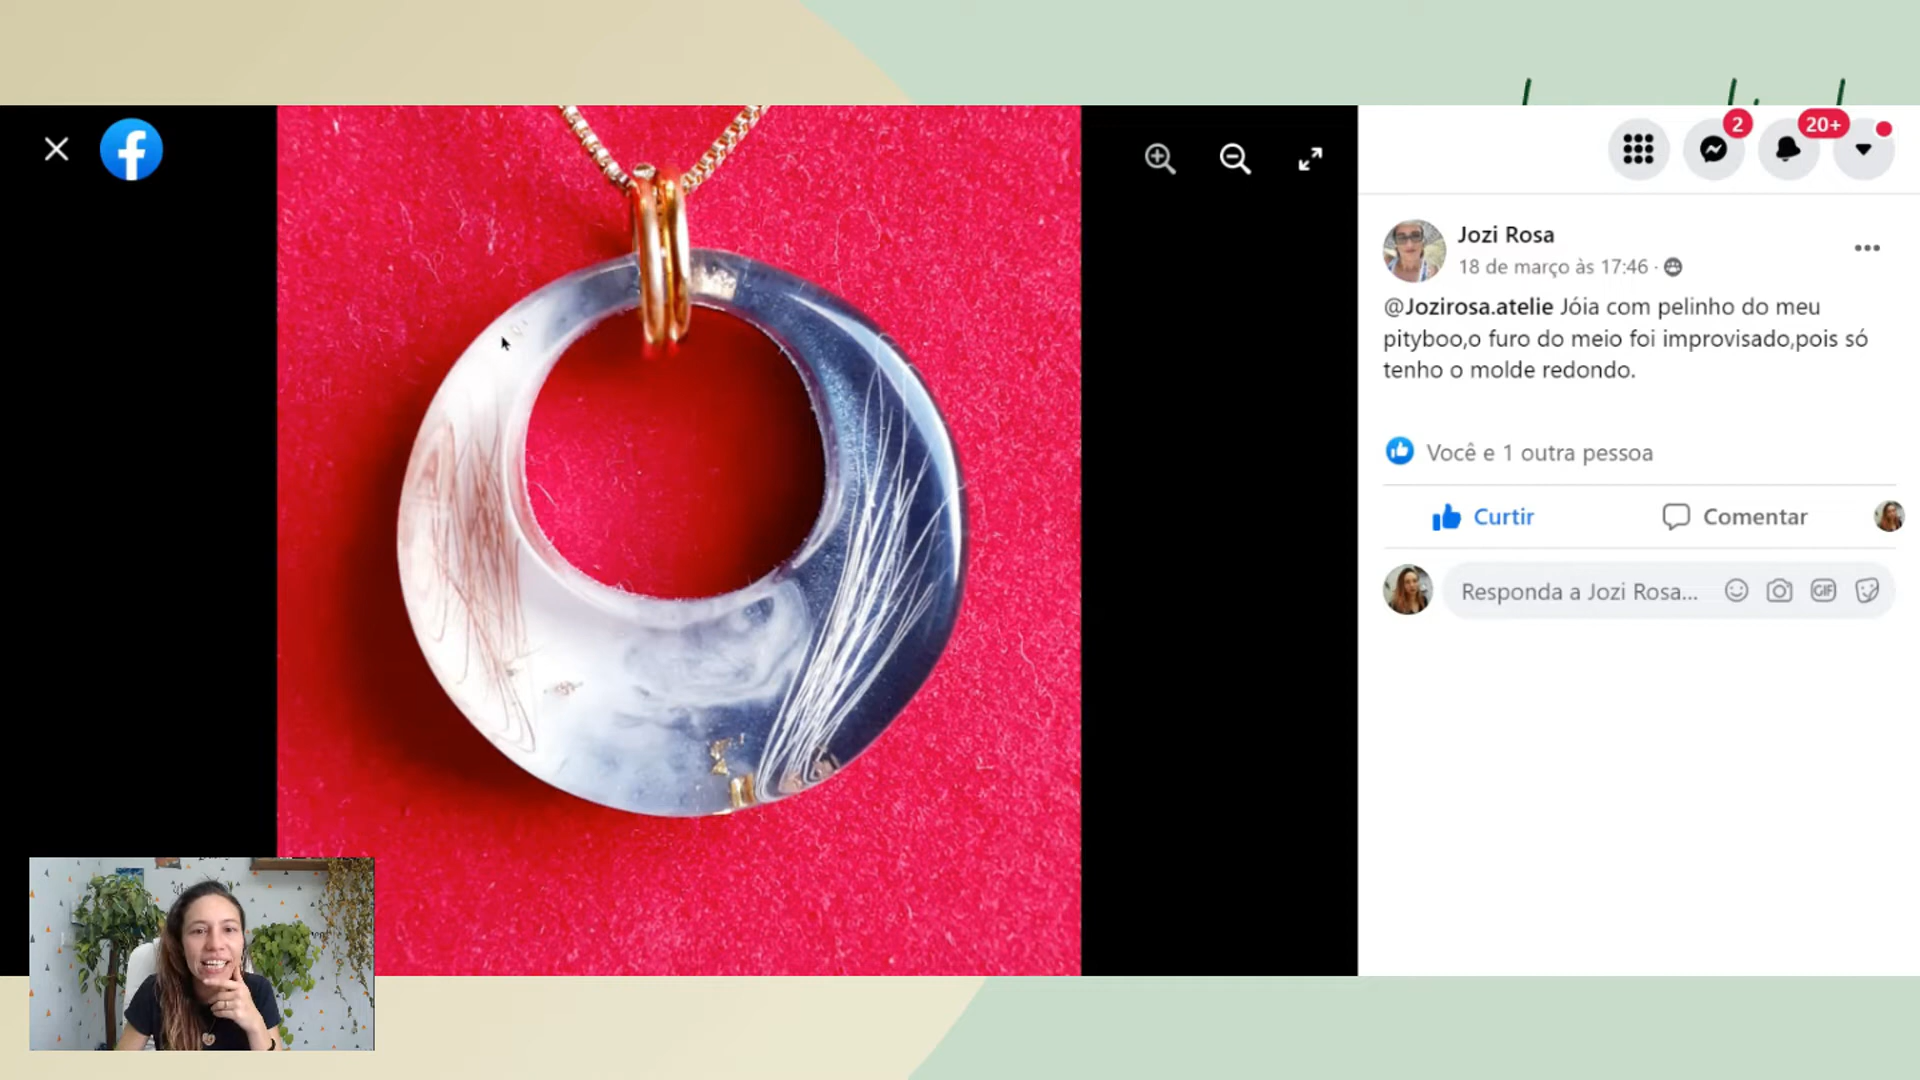 2
20+
Jozi Rosa
18 de março às 17:46 ·
@Jozirosa.atelie Jóia com pelinho do meu
pityboo,o furo do meio foi improvisado,pois só
tenho o molde redondo.
Você e 1 outra pessoa
Curtir
Comentar
Responda a Jozi Rosa...
GIF